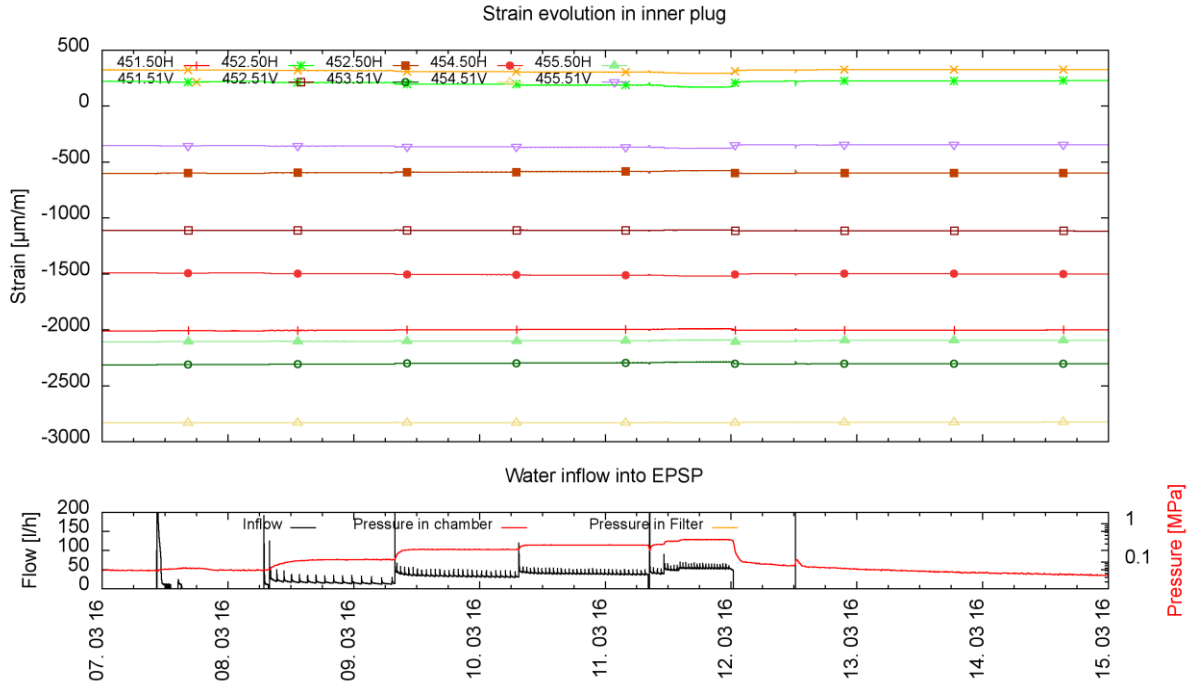 Strain evolution in inner plug
500
0
-500
-1000
-1500
-2000
-2500
-3000
Strain [µm/m]
451.50H 452.50H 452.50H 454.50H 455.50H
451.51V 452.51V 453.51V 454.51V 455.51V
Water inflow into EPSP
200
150
100
50
0
Flow [l/h]
Inflow Pressure in chamber Pressure in Filter
1
0.1
Pressure [MPa]
07. 03 16
08. 03 16
09. 03 16
10. 03 16
11. 03 16
12. 03 16
13. 03 16
14. 03 16
15. 03 16